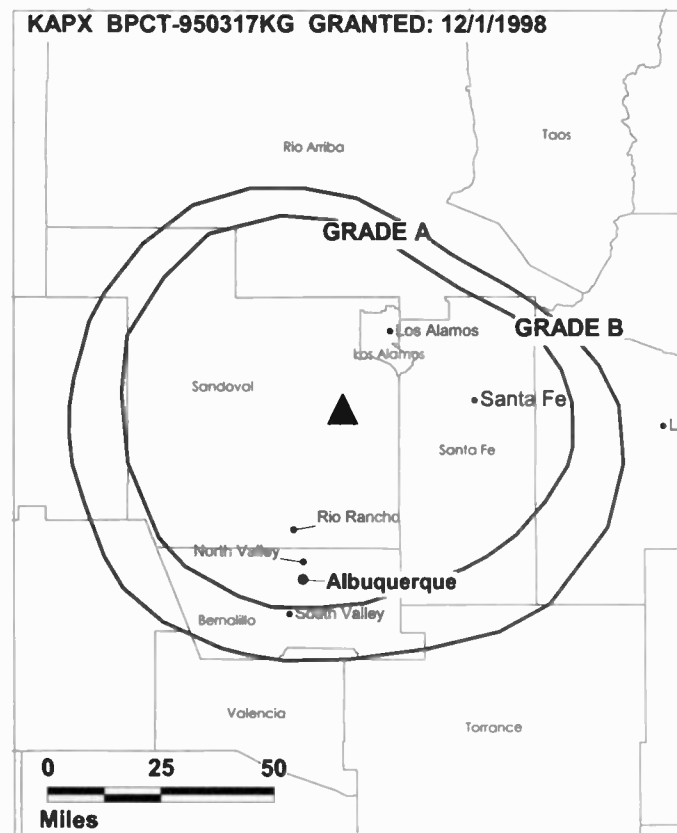 KAPX BPCT-950317KG GRANTED: 12/1/1998
Taos
Rio Arriba
GRADE A
GRADE B
Los Alamos
Los Alamos
Sandoval
Santa Fe
L
Santa Fe
Rio Rancho
North Valley
Albuquerque
South Valley
Bernalillo
Valencia
Torrance
0 25 50
Miles